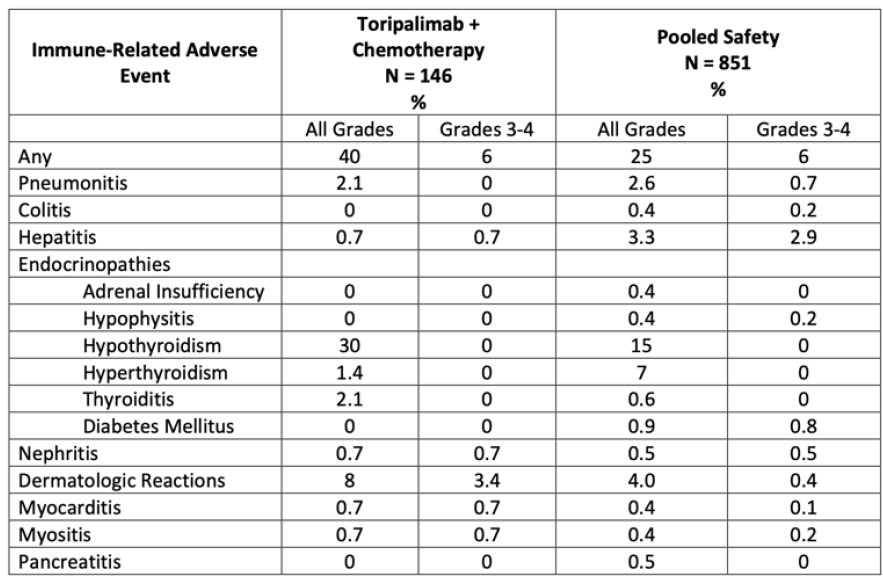 Immune-Related Adverse Event | Toripalimab + Chemotherapy N = 146 % | Pooled Safety N = 851 %
All Grades | Grades 3-4 | All Grades | Grades 3-4
Any | 40 | 6 | 25 | 6
Pneumonitis | 2.1 | 0 | 2.6 | 0.7
Colitis | 0 | 0 | 0.4 | 0.2
Hepatitis | 0.7 | 0.7 | 3.3 | 2.9
Endocrinopathies
Adrenal Insufficiency | 0 | 0 | 0.4 | 0
Hypophysitis | 0 | 0 | 0.4 | 0.2
Hypothyroidism | 30 | 0 | 15 | 0
Hyperthyroidism | 1.4 | 0 | 7 | 0
Thyroiditis | 2.1 | 0 | 0.6 | 0
Diabetes Mellitus | 0 | 0 | 0.9 | 0.8
Nephritis | 0.7 | 0.7 | 0.5 | 0.5
Dermatologic Reactions | 8 | 3.4 | 4.0 | 0.4
Myocarditis | 0.7 | 0.7 | 0.4 | 0.1
Myositis | 0.7 | 0.7 | 0.4 | 0.2
Pancreatitis | 0 | 0 | 0.5 | 0